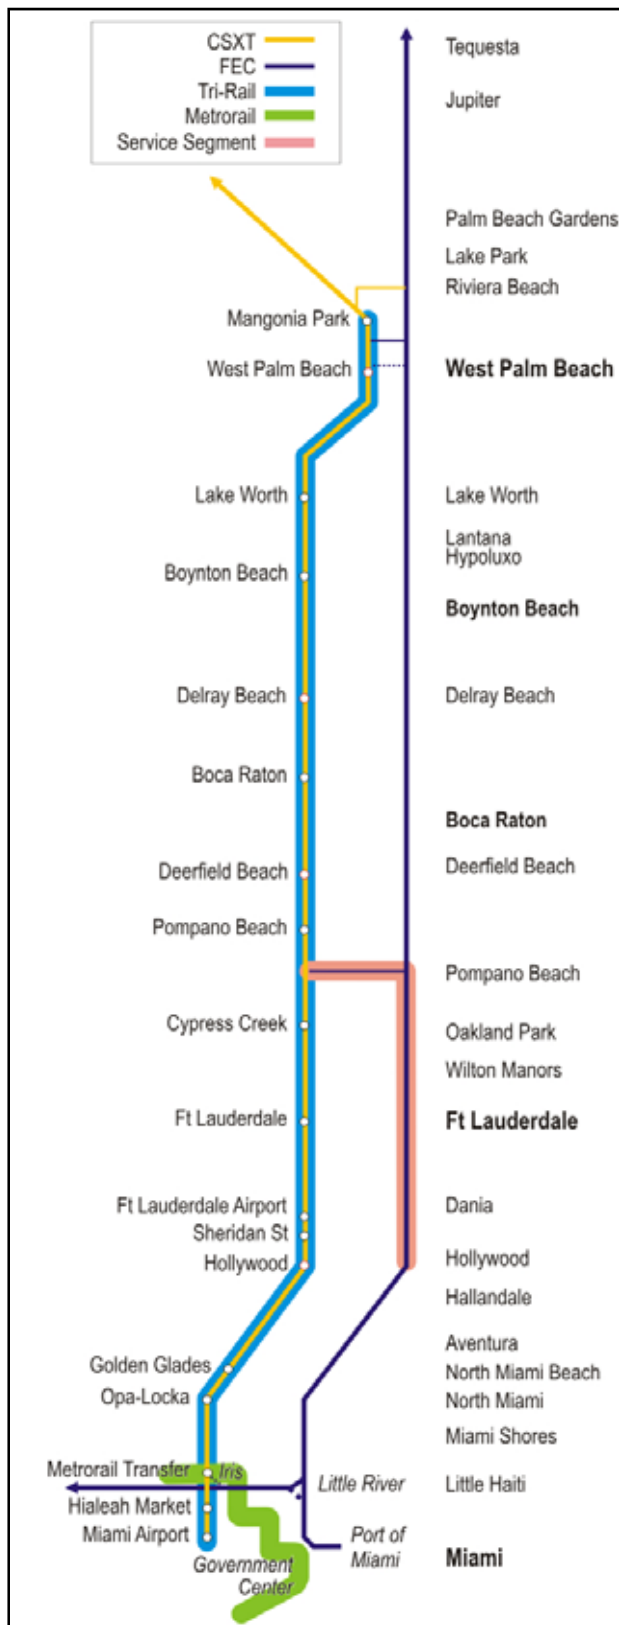 CSXT
FEC
Tri-Rail
Metrorail
Service Segment
Tequesta
Jupiter
Palm Beach Gardens
Lake Park
Riviera Beach
Mangonia Park
West Palm Beach
West Palm Beach
Lake Worth
Lake Worth
Lantana
Hypoluxo
Boynton Beach
Boynton Beach
Delray Beach
Delray Beach
Boca Raton
Boca Raton
Deerfield Beach
Deerfield Beach
Pompano Beach
Pompano Beach
Cypress Creek
Oakland Park
Wilton Manors
Ft Lauderdale
Ft Lauderdale
Ft Lauderdale Airport
Dania
Sheridan St
Hollywood
Hollywood
Hallandale
Aventura
Golden Glades
North Miami Beach
Opa-Locka
North Miami
Miami Shores
Metrorail Transfer
Iris
Little River
Little Haiti
Hialeah Market
Miami Airport
Port of
Miami
Miami
Government
Center